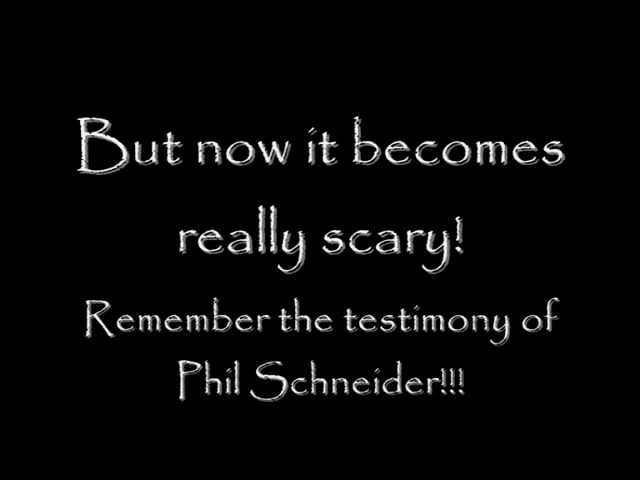 But now it becomes
really scary!
Remember the testimony of
Phil Schneider!!!